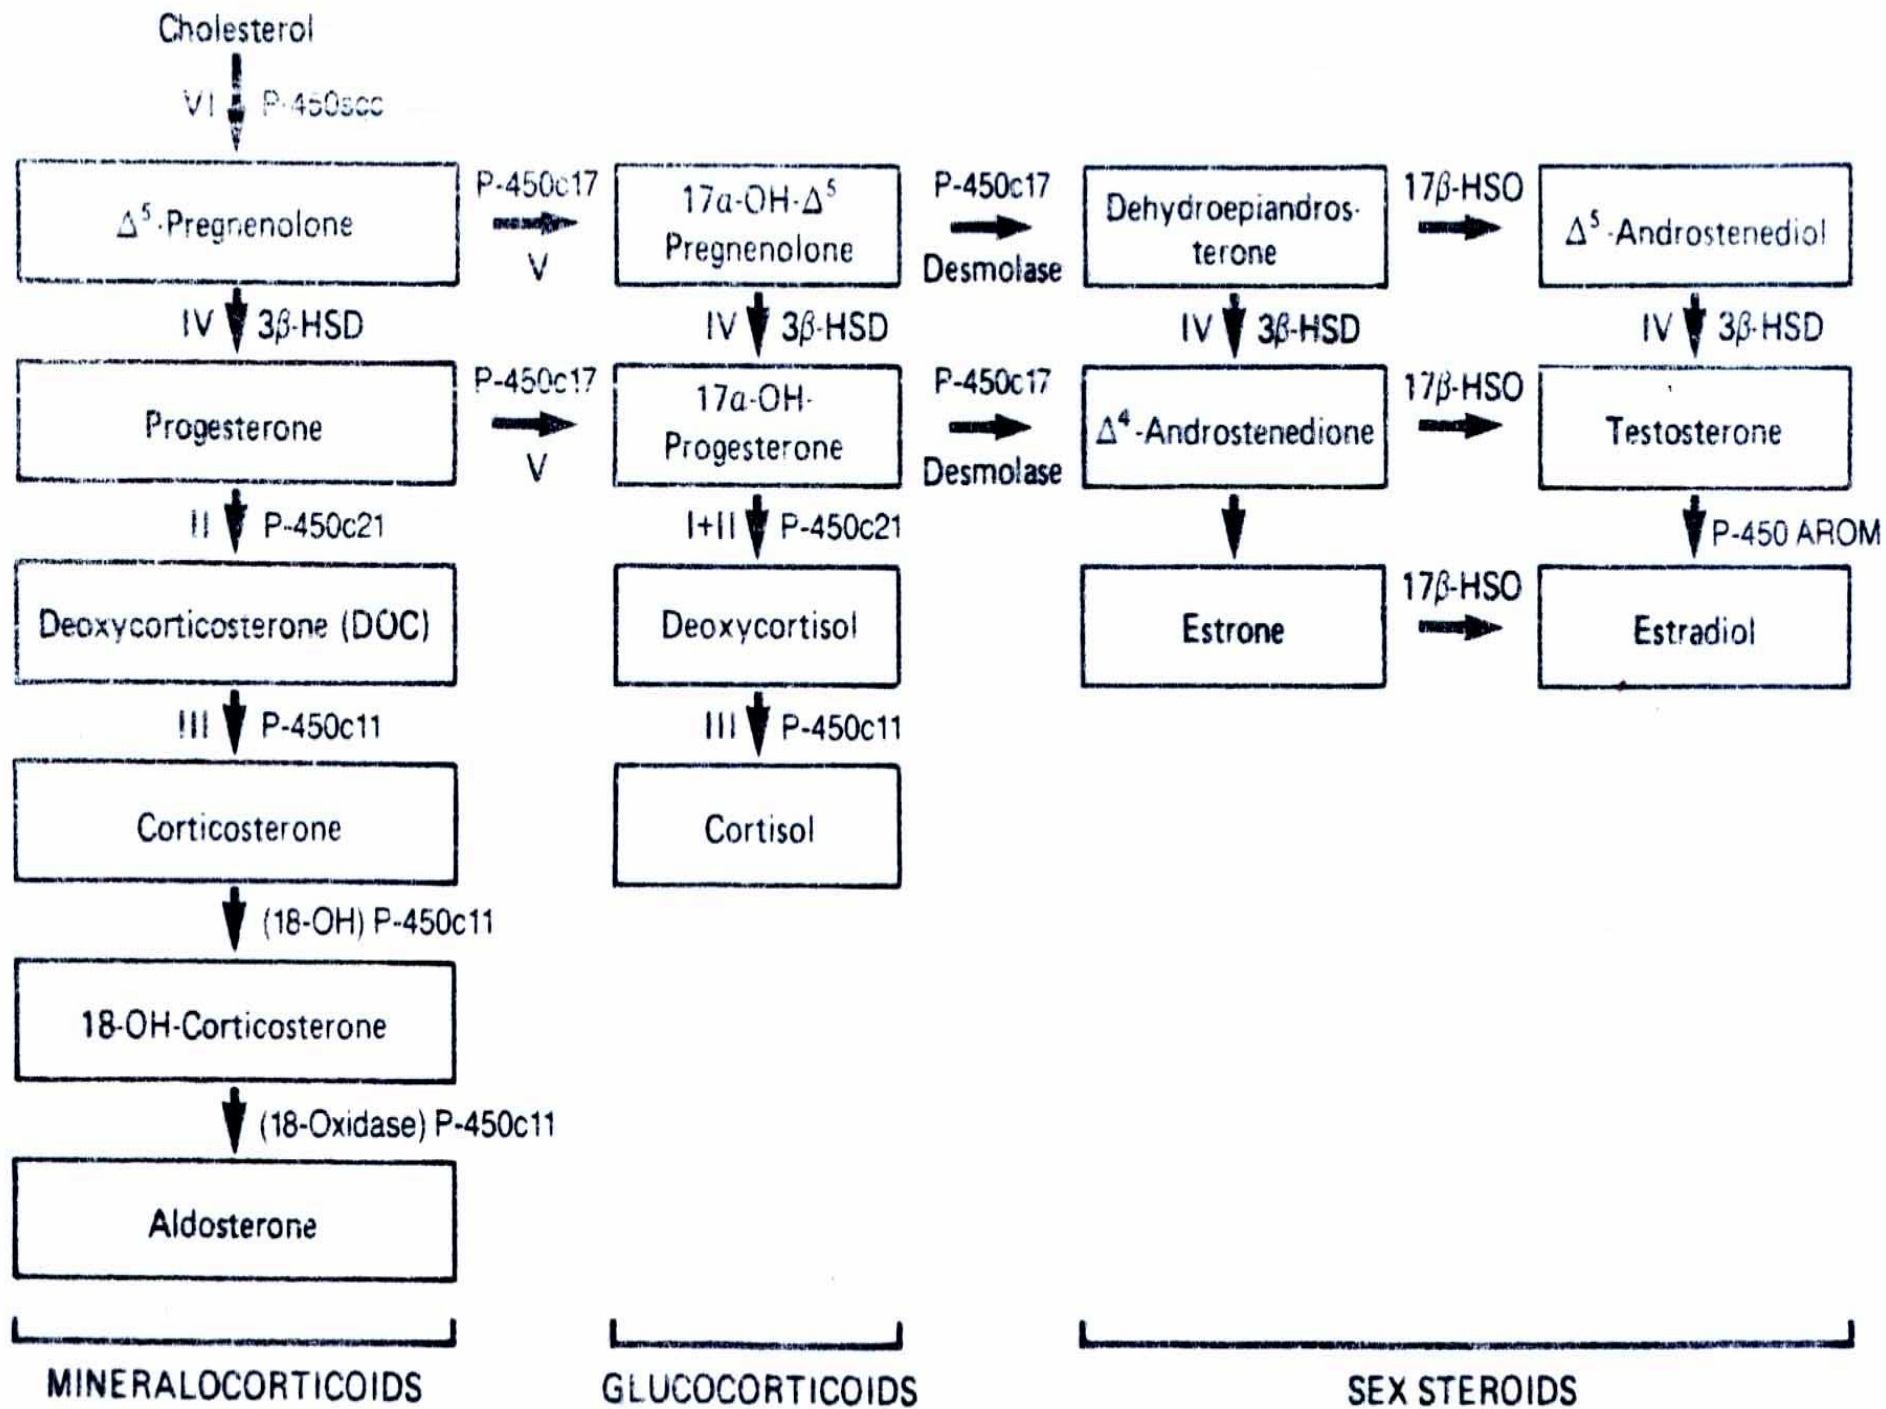 Cholesterol
VI P-450scc
Δ⁵-Pregnenolone
P-450c17
V
17α-OH-Δ⁵
Pregnenolone
P-450c17
Desmolase
Dehydroepiandros-
terone
17β-HSO
Δ⁵-Androstenediol
IV 3β-HSD
IV 3β-HSD
IV 3β-HSD
IV 3β-HSD
Progesterone
P-450c17
V
17α-OH-
Progesterone
P-450c17
Desmolase
Δ⁴-Androstenedione
17β-HSO
Testosterone
II P-450c21
I+II P-450c21
P-450 AROM
Deoxycorticosterone (DOC)
Deoxycortisol
Estrone
17β-HSO
Estradiol
III P-450c11
III P-450c11
Corticosterone
Cortisol
(18-OH) P-450c11
18-OH-Corticosterone
(18-Oxidase) P-450c11
Aldosterone
MINERALOCORTICOIDS
GLUCOCORTICOIDS
SEX STEROIDS